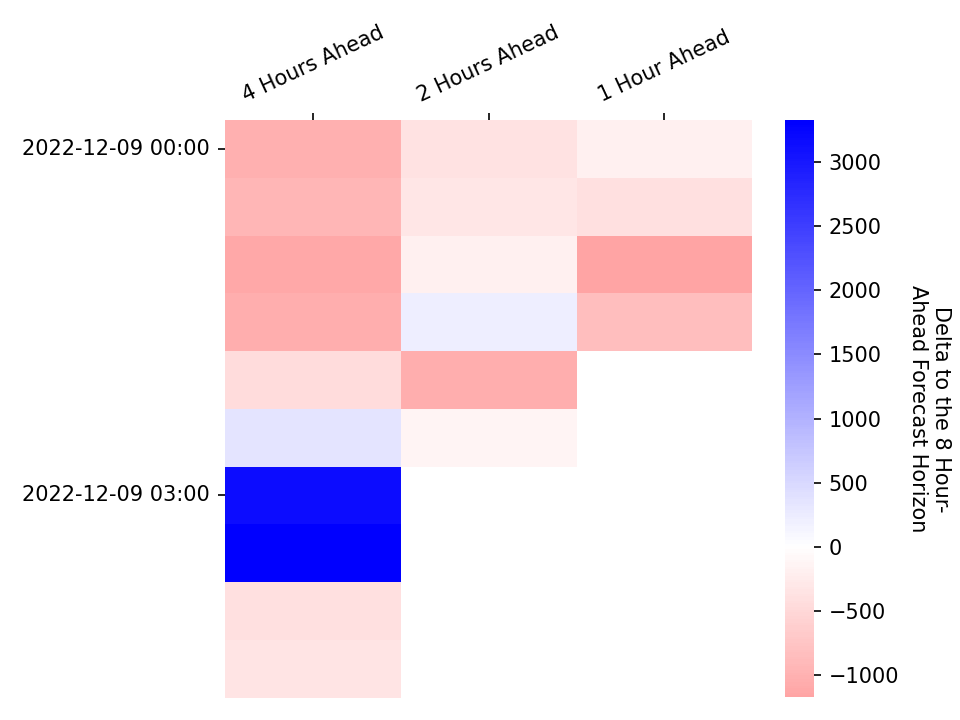 4 Hours Ahead
2 Hours Ahead
1 Hour Ahead
2022-12-09 00:00
2022-12-09 03:00
3000
2500
2000
1500
1000
500
0
−500
−1000
Delta to the 8 Hour-
Ahead Forecast Horizon